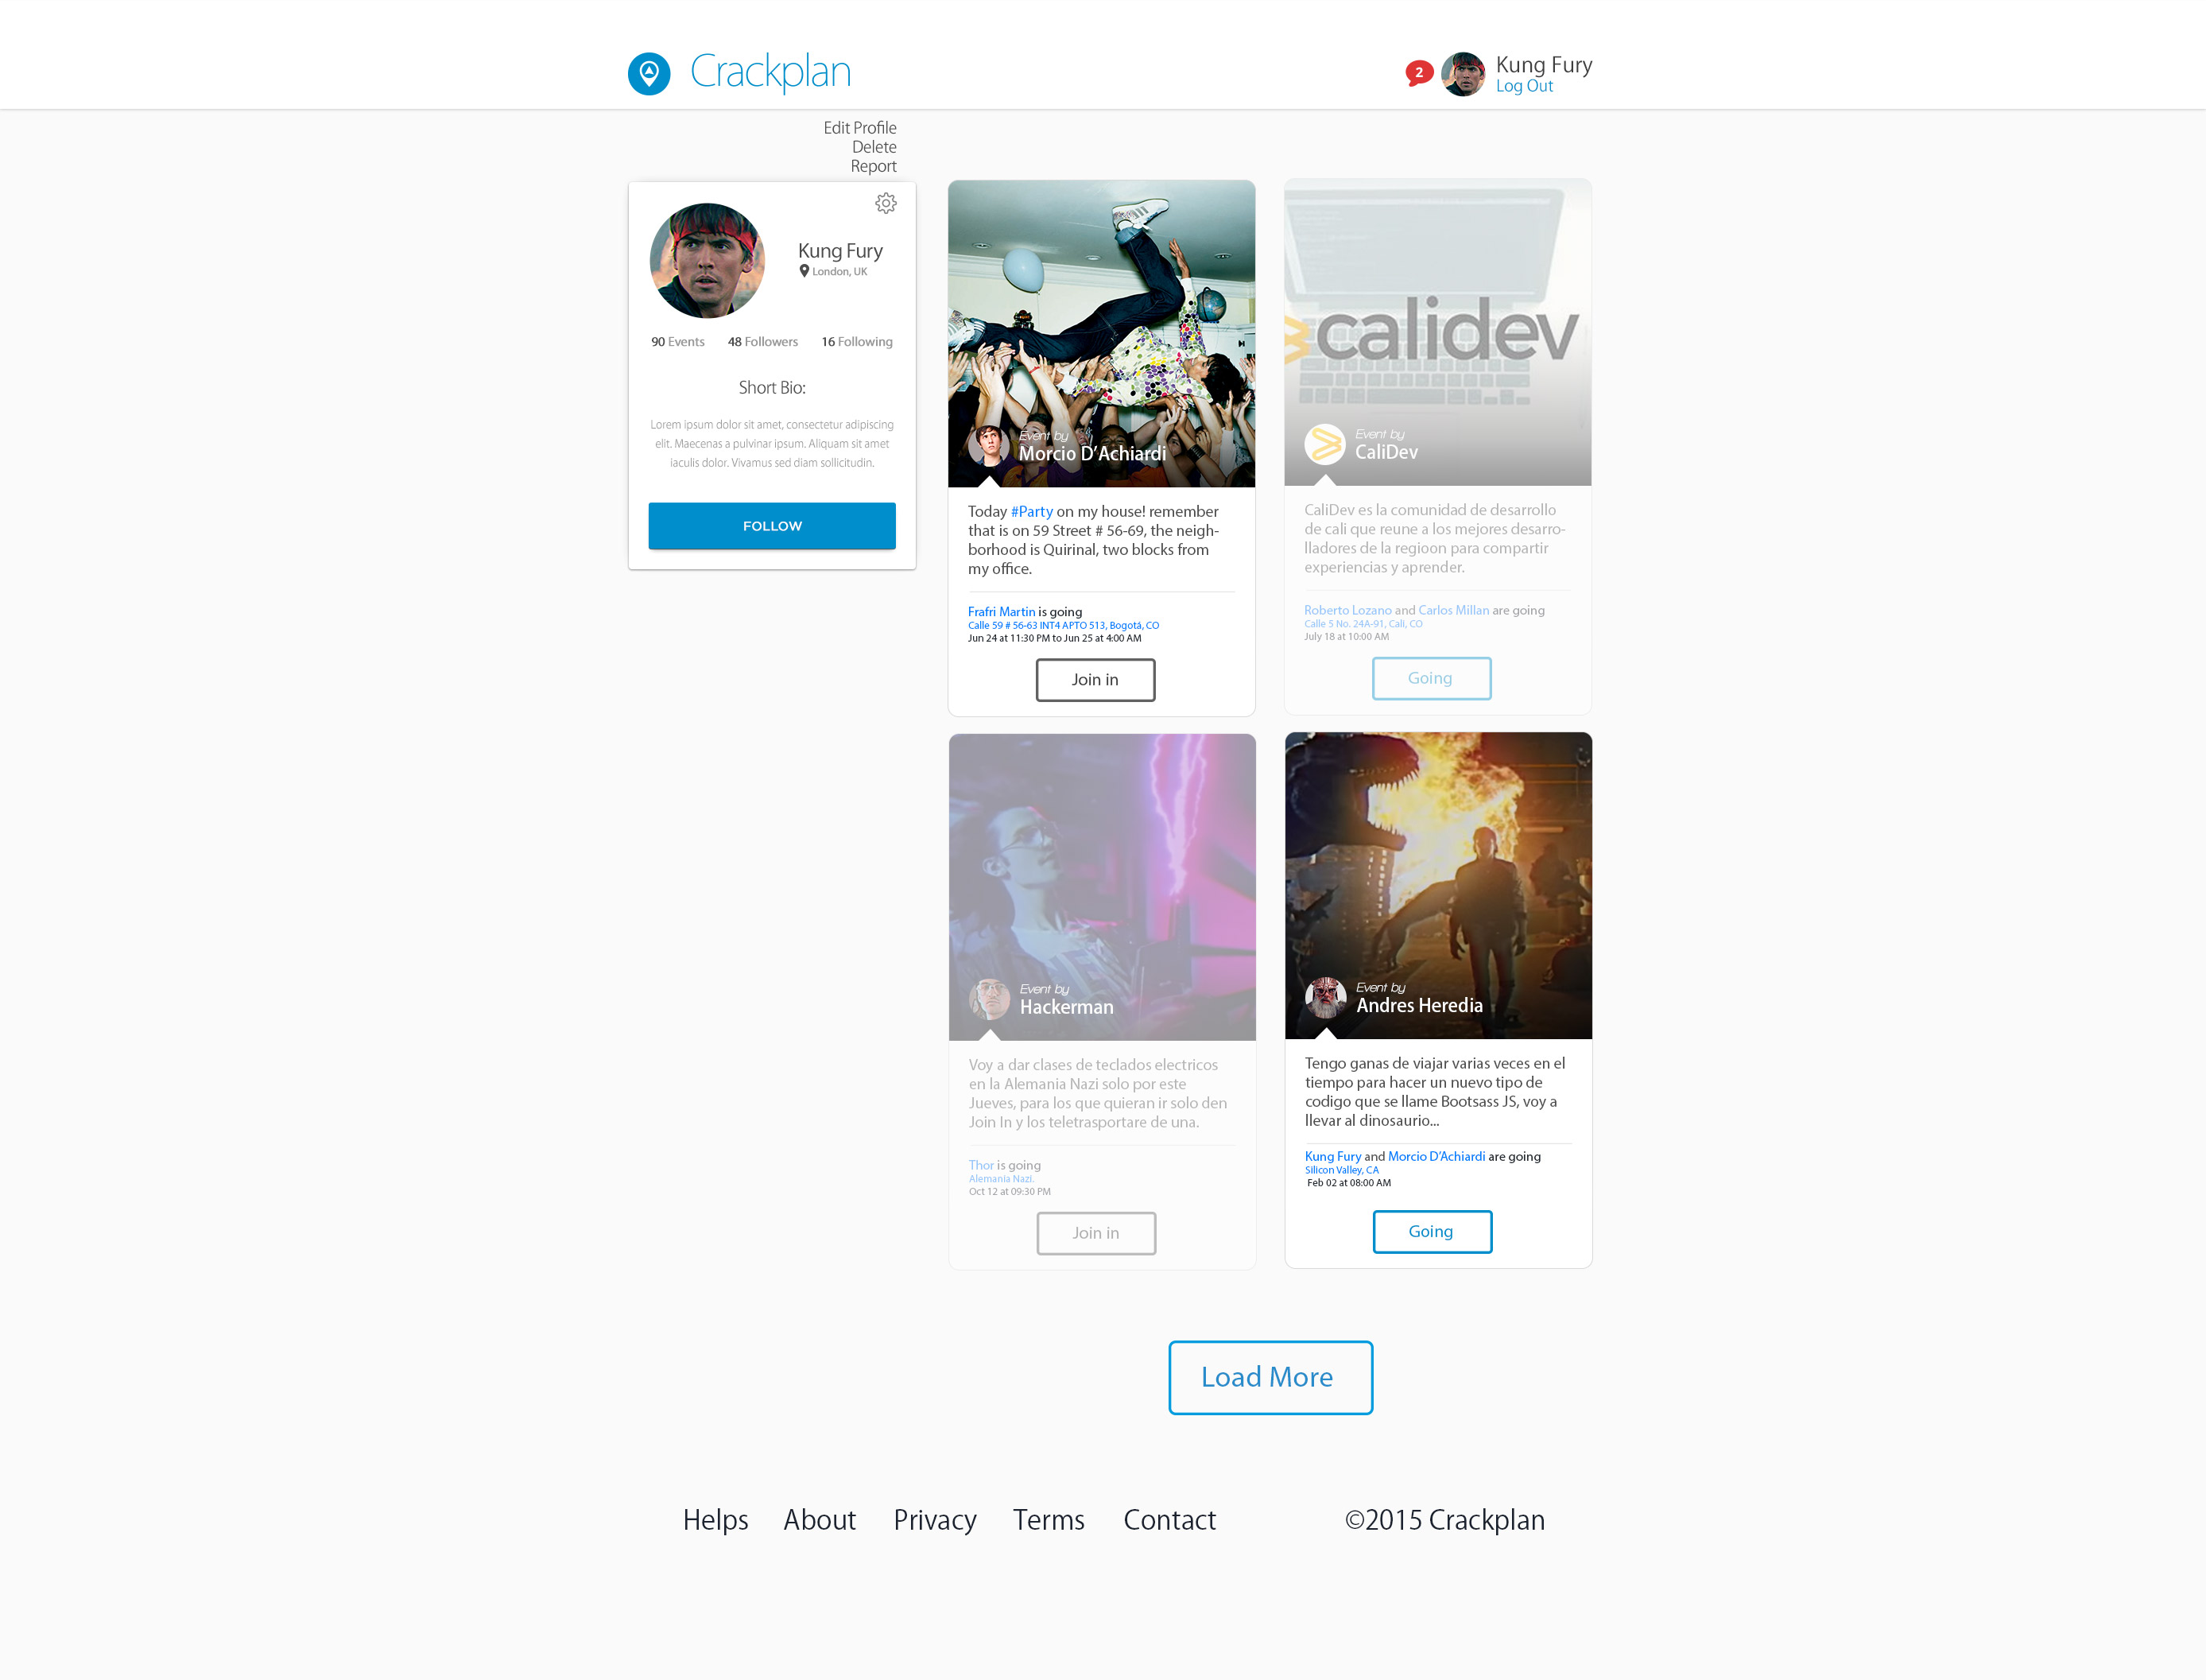 Crackplan
2
Kung Fury
Log Out
Edit Profile
Delete
Report
Kung Fury
London, UK
90 Events 48 Followers 16 Following
Short Bio:
Lorem ipsum dolor sit amet, consectetur adipiscing
elit. Maecenas a pulvinar ipsum. Aliquam sit amet
iaculis dolor. Vivamus sed diam sollicitudin.
FOLLOW
Event by
Morcio D'Achiardi
Today #Party on my house! remember
that is on 59 Street # 56-69, the neigh-
borhood is Quirinal, two blocks from
my office.
Frafri Martin is going
Calle 59 # 56-63 INT4 APTO 513, Bogotá, CO
Jun 24 at 11:30 PM to Jun 25 at 4:00 AM
Join in
calidev
Event by
CaliDev
CaliDev es la comunidad de desarrollo
de cali que reune a los mejores desarro-
lladores de la regioon para compartir
experiencias y aprender.
Roberto Lozano and Carlos Millan are going
Calle 5 No. 24A-91, Cali, CO
July 18 at 10:00 AM
Going
Event by
Hackerman
Voy a dar clases de teclados electricos
en la Alemania Nazi solo por este
Jueves, para los que quieran ir solo den
Join In y los teletrasportare de una.
Thor is going
Alemania Nazi.
Oct 12 at 09:30 PM
Join in
Event by
Andres Heredia
Tengo ganas de viajar varias veces en el
tiempo para hacer un nuevo tipo de
codigo que se llame Bootsass JS, voy a
llevar al dinosaurio...
Kung Fury and Morcio D'Achiardi are going
Silicon Valley, CA
Feb 02 at 08:00 AM
Going
Load More
Helps About Privacy Terms Contact ©2015 Crackplan